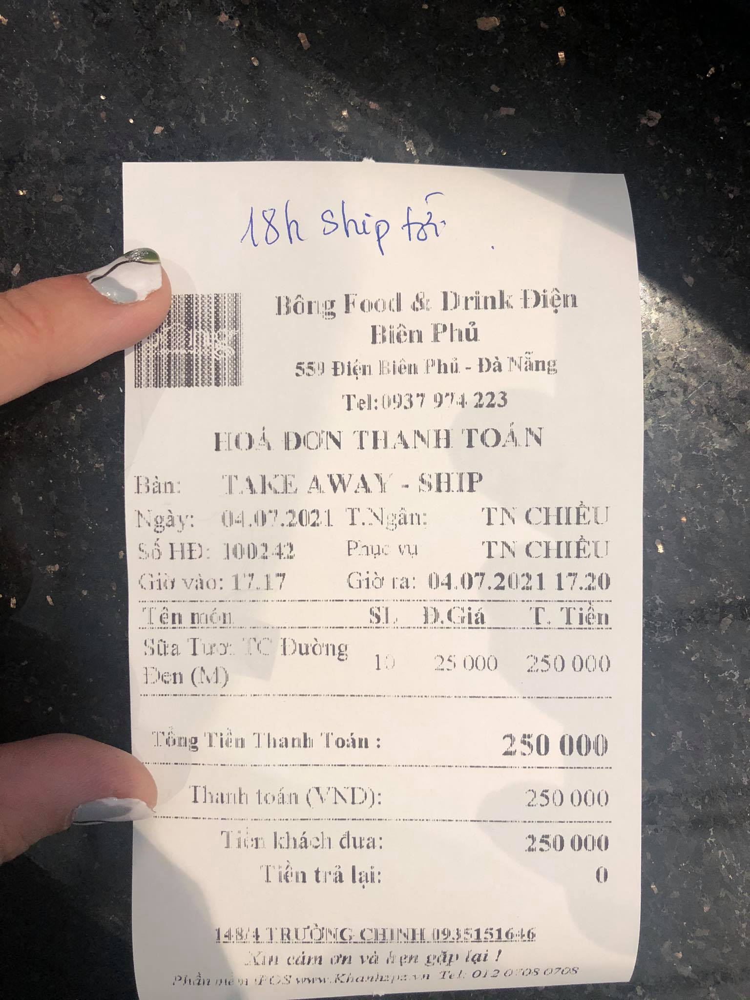 18h ship tới
Bông Food & Drink Điện
Biên Phủ
559 Điện Biên Phủ - Đà Nẵng
Tel:0937 974 223
HOÁ ĐƠN THANH TOÁN
Bàn: TAKE AWAY - SHIP
Ngày: 04.07.2021 T.Ngân: TN CHIỀU
Số HĐ: 100242 Phục vụ TN CHIỀU
Giờ vào: 17.17 Giờ ra: 04.07.2021 17.20
Tên món SL Đ.Giá T. Tiền
Sữa Tươi TC Đường 10 25 000 250 000
Đen (M)
Tổng Tiền Thanh Toán : 250 000
Thanh toán (VND): 250 000
Tiền khách đưa: 250 000
Tiền trả lại: 0
148/4 TRƯỜNG CHINH 0935151646
Xin cám ơn và hẹn gặp lại !
Phần mềm iPOS Tel: 012 0708 0708